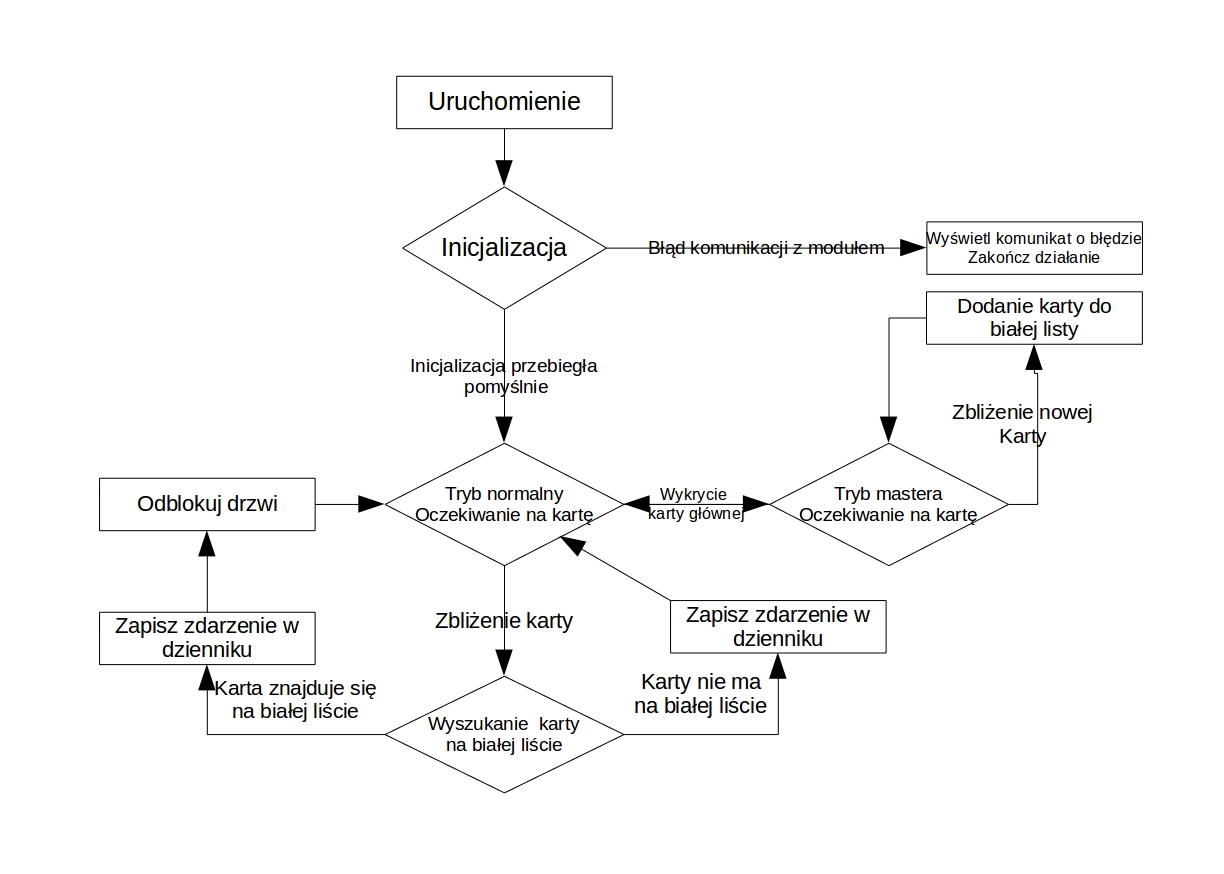 Uruchomienie
Inicjalizacja
Błąd komunikacji z modułem
Wyświetl komunikat o błędzie
Zakończ działanie
Dodanie karty do
białej listy
Inicjalizacja przebiegła
pomyślnie
Zbliżenie nowej
Karty
Odblokuj drzwi
Tryb normalny
Oczekiwanie na kartę
Wykrycie
karty głównej
Tryb mastera
Oczekiwanie na kartę
Zapisz zdarzenie w
dzienniku
Zbliżenie karty
Zapisz zdarzenie w
dzienniku
Karta znajduje się
na białej liście
Karty nie ma
na białej liście
Wyszukanie  karty
na białej liście